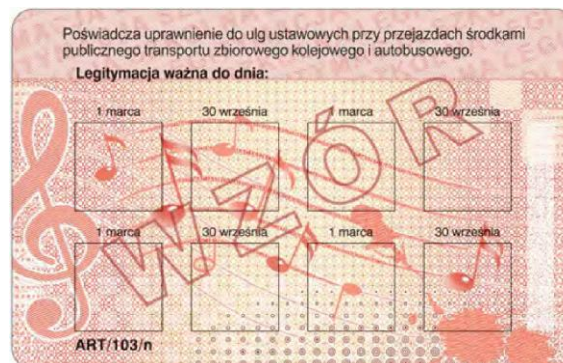 Poświadcza uprawnienie do ulg ustawowych przy przejazdach środkami
publicznego transportu zbiorowego kolejowego i autobusowego.
Legitymacja ważna do dnia:
1 marca 30 września 1 marca 30 września
WZÓR
1 marca 30 września 1 marca 30 września
ART/103/n